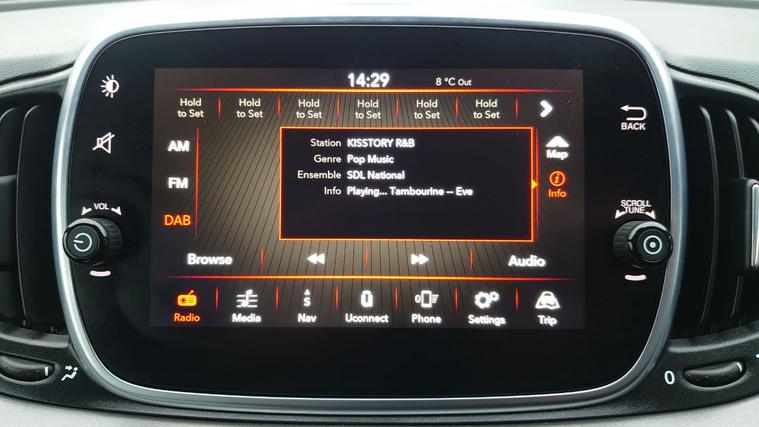 14:29
8 °C Out
Hold to Set
Hold to Set
Hold to Set
Hold to Set
Hold to Set
Hold to Set
AM
FM
DAB
Station KISSTORY R&B
Genre Pop Music
Ensemble SDL National
Info Playing... Tambourine -- Eve
Map
Info
Browse
Audio
Radio
Media
S
Nav
Uconnect
Phone
Settings
Trip
VOL
BACK
SCROLL
TUNE
0